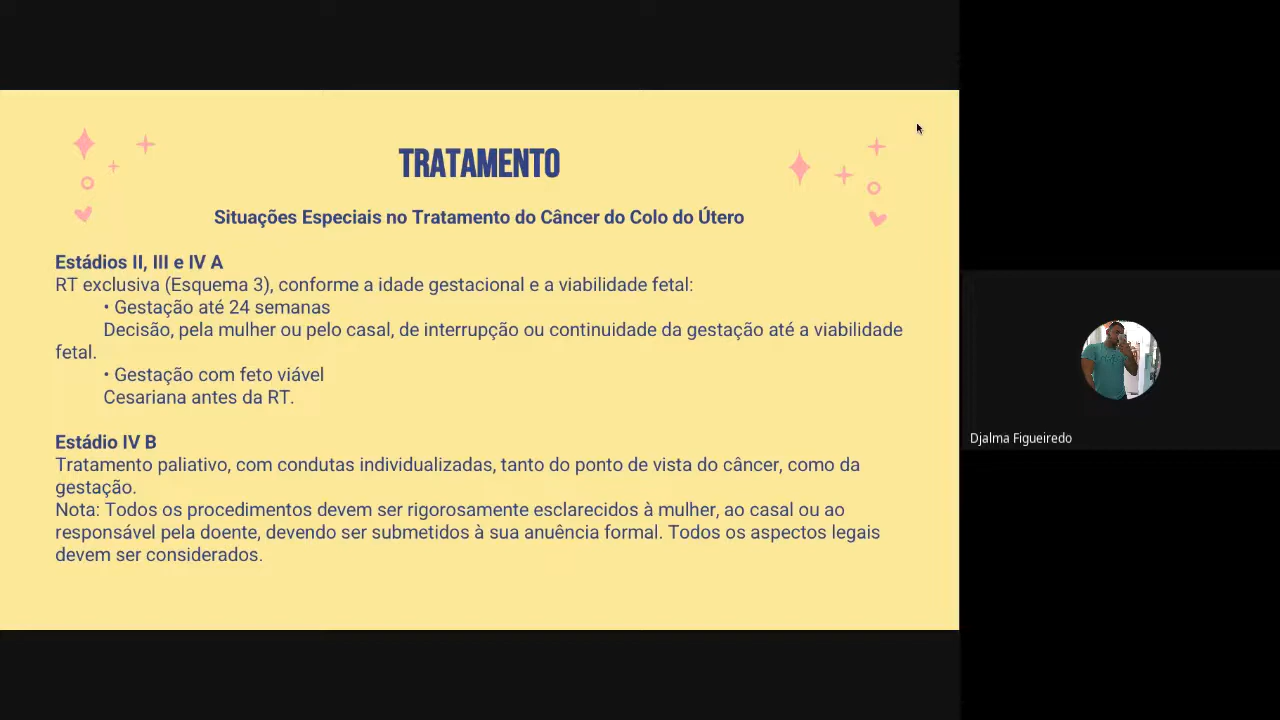 TRATAMENTO
Situações Especiais no Tratamento do Câncer do Colo do Útero
Estádios II, III e IV A
RT exclusiva (Esquema 3), conforme a idade gestacional e a viabilidade fetal:
• Gestação até 24 semanas
Decisão, pela mulher ou pelo casal, de interrupção ou continuidade da gestação até a viabilidade
fetal.
• Gestação com feto viável
Cesariana antes da RT.
Estádio IV B
Tratamento paliativo, com condutas individualizadas, tanto do ponto de vista do câncer, como da
gestação.
Nota: Todos os procedimentos devem ser rigorosamente esclarecidos à mulher, ao casal ou ao
responsável pela doente, devendo ser submetidos à sua anuência formal. Todos os aspectos legais
devem ser considerados.
Djalma Figueiredo